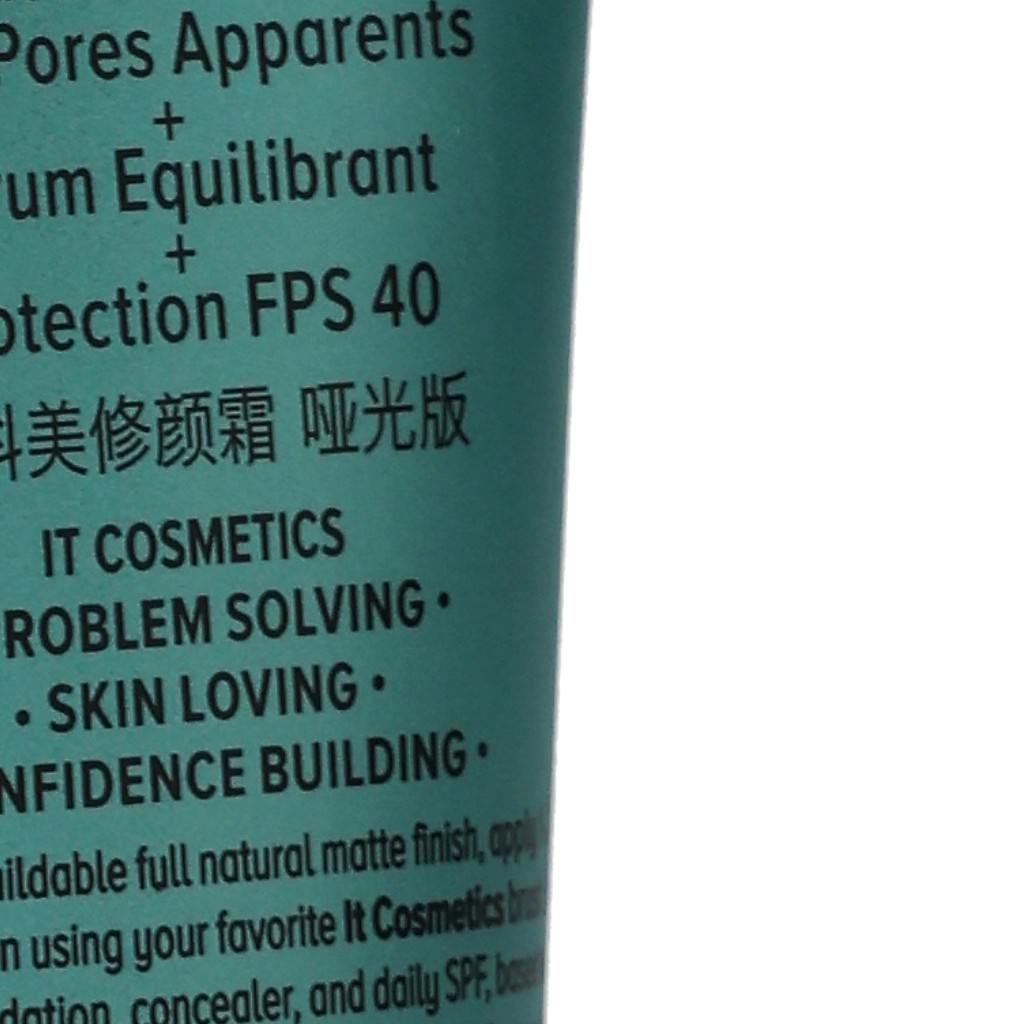 Pores Apparents
+
rum Equilibrant
+
otection FPS 40
科美修颜霜 哑光版
IT COSMETICS
ROBLEM SOLVING •
• SKIN LOVING •
NFIDENCE BUILDING •
uildable full natural matte finish, apply
n using your favorite It Cosmetics
dation, concealer, and daily SPF,